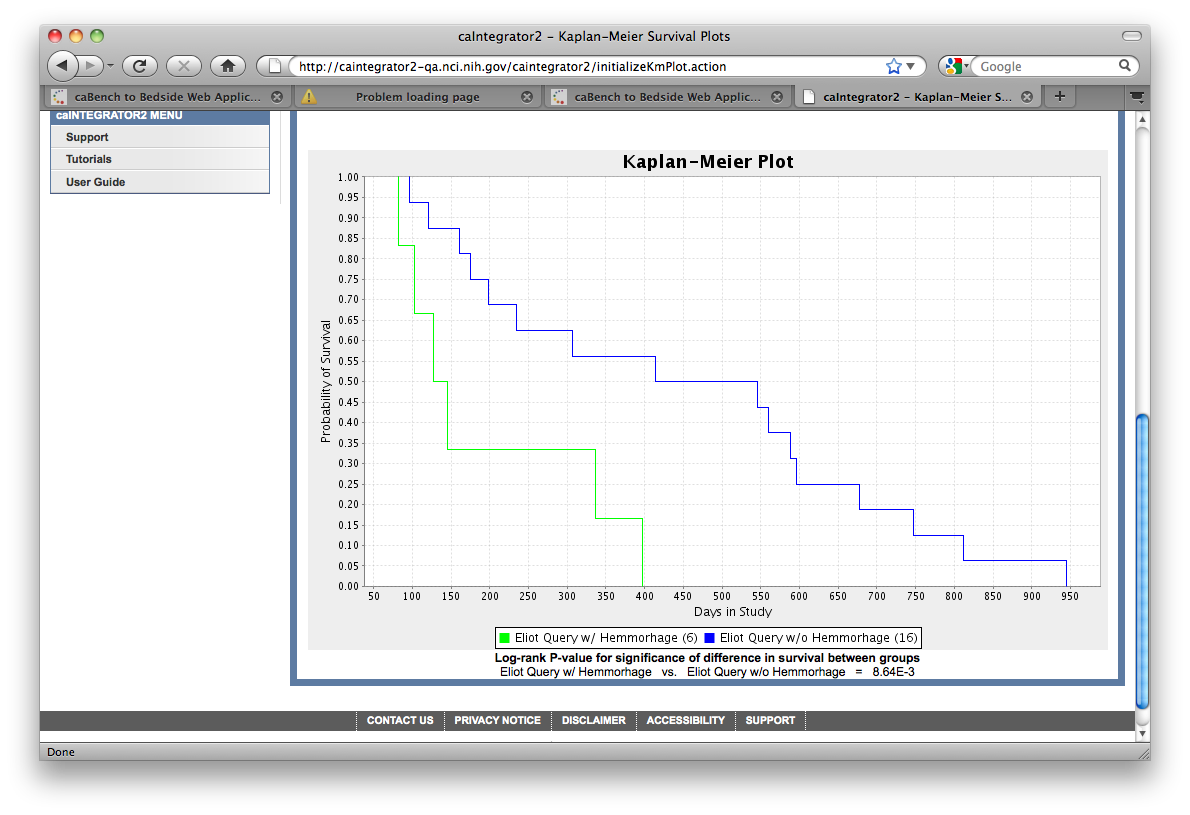 caIntegrator2 – Kaplan-Meier Survival Plots
http://caintegrator2-qa.nci.nih.gov/caintegrator2/initializeKmPlot.action
Google
caBench to Bedside Web Applic...
Problem loading page
caBench to Bedside Web Applic...
caIntegrator2 – Kaplan-Meier S...
caINTEGRATOR2 MENU
Support
Tutorials
User Guide
Kaplan-Meier Plot
Probability of Survival
1.00
0.95
0.90
0.85
0.80
0.75
0.70
0.65
0.60
0.55
0.50
0.45
0.40
0.35
0.30
0.25
0.20
0.15
0.10
0.05
0.00
50 100 150 200 250 300 350 400 450 500 550 600 650 700 750 800 850 900 950
Days in Study
Eliot Query w/ Hemmorhage (6) Eliot Query w/o Hemmorhage (16)
Log-rank P-value for significance of difference in survival between groups
Eliot Query w/ Hemmorhage vs. Eliot Query w/o Hemmorhage = 8.64E-3
CONTACT US PRIVACY NOTICE DISCLAIMER ACCESSIBILITY SUPPORT
Done